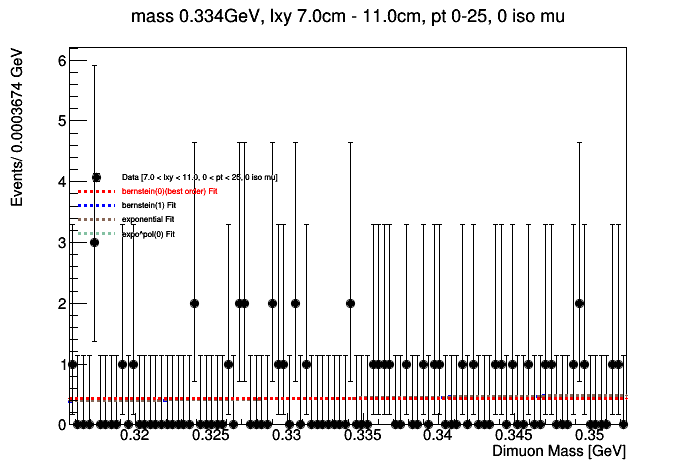 mass 0.334GeV, lxy 7.0cm - 11.0cm, pt 0-25, 0 iso mu
Events/ 0.0003674 GeV
6
5
4
3
2
1
0
Data [7.0 < lxy < 11.0, 0 < pt < 25, 0 iso mu]
bernstein(0)(best order) Fit
bernstein(1) Fit
exponential Fit
expo*pol(0) Fit
0.32 0.325 0.33 0.335 0.34 0.345 0.35
Dimuon Mass [GeV]